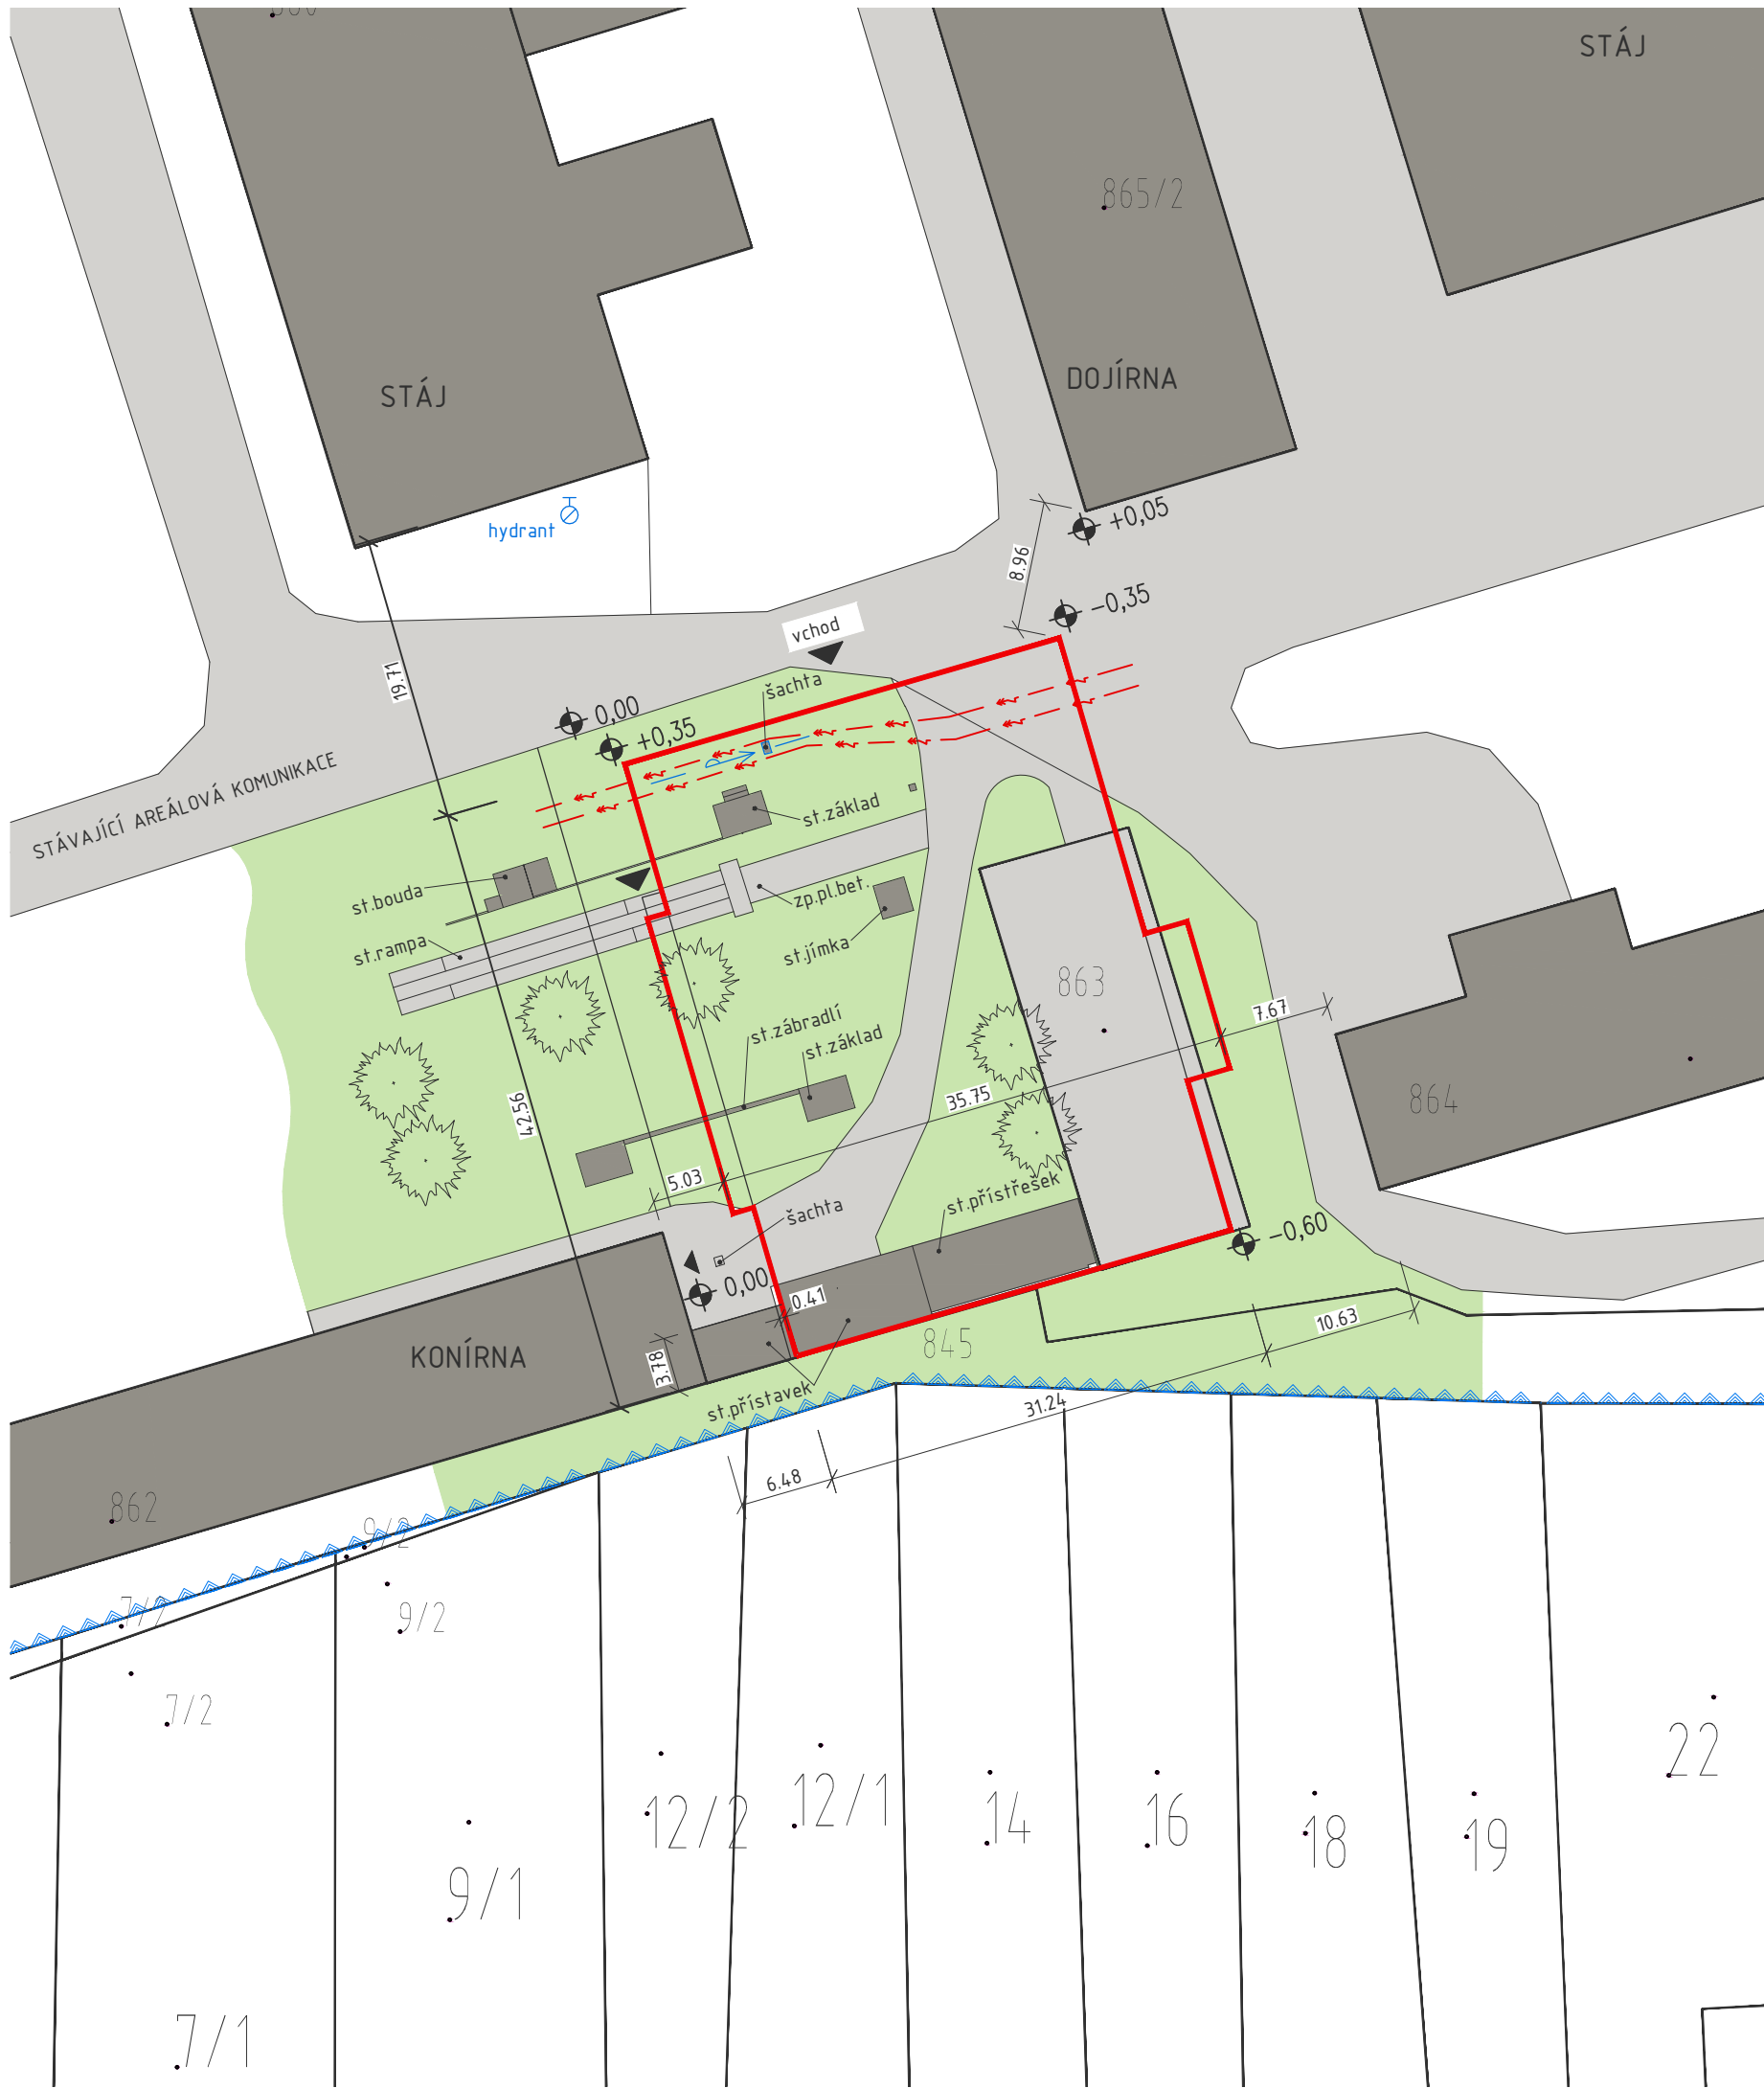 STÁJ
865/2
STÁJ
DOJÍRNA
hydrant
+0,05
8.96
-0,35
vchod
19.71
šachta
0,00
+0,35
STÁVAJÍCÍ AREÁLOVÁ KOMUNIKACE
st.základ
st.bouda
zp.pl.bet.
st.rampa
st.jímka
863
7.67
st.zábradlí
st.základ
35.75
42.56
864
5.03
st.přístřešek
šachta
-0,60
0,00
0.41
10.63
845
KONÍRNA
3.78
st.přístavek
31.24
6.48
862
9/2
7/2
9/2
7/2
22
12/2
12/1
14
16
18
19
9/1
7/1